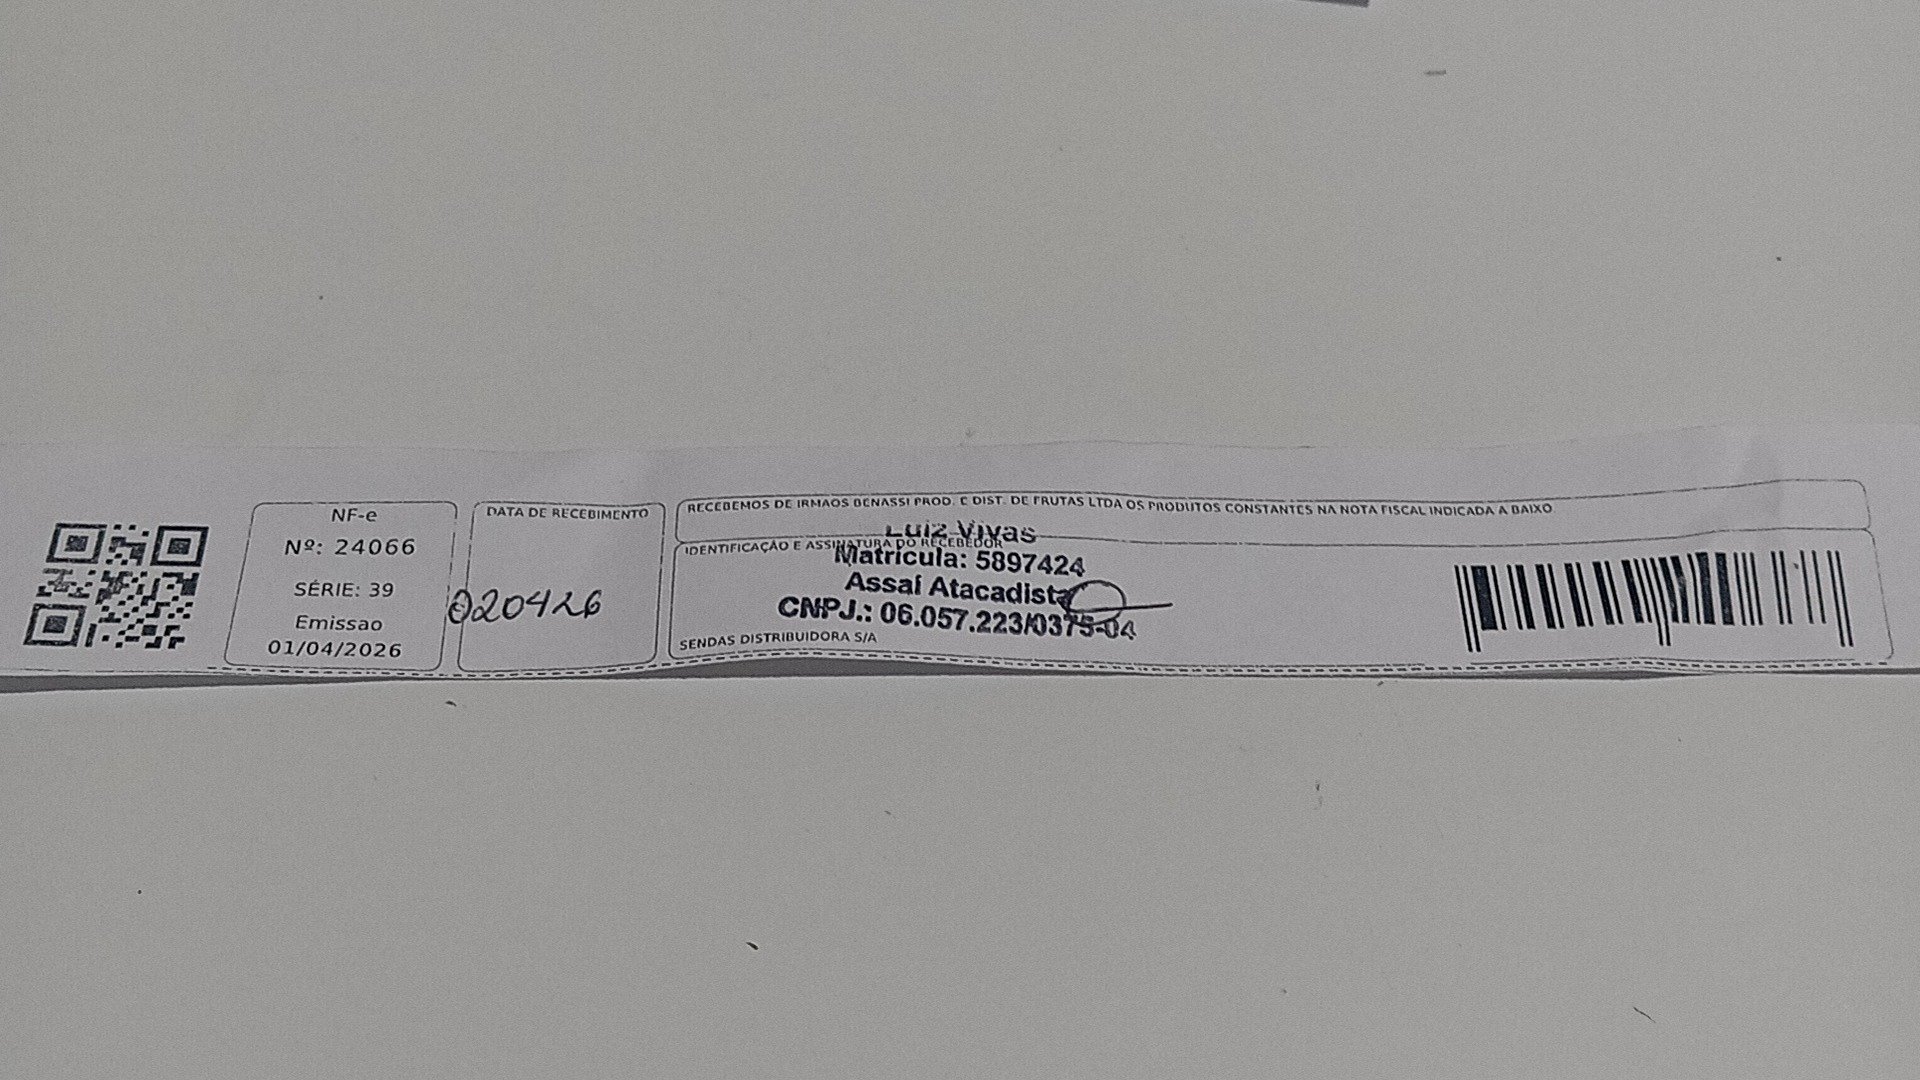 NF-e
Nº: 24066
SÉRIE: 39
Emissao
01/04/2026
DATA DE RECEBIMENTO
020426
RECEBEMOS DE IRMAOS BENASSI PROD. E DIST. DE FRUTAS LTDA OS PRODUTOS CONSTANTES NA NOTA FISCAL INDICADA A BAIXO
IDENTIFICAÇÃO E ASSINATURA DO RECEBEDOR
Luiz Vivas
Matrícula: 5897424
Assaí Atacadista
CNPJ.: 06.057.223/0375-04
SENDAS DISTRIBUIDORA S/A